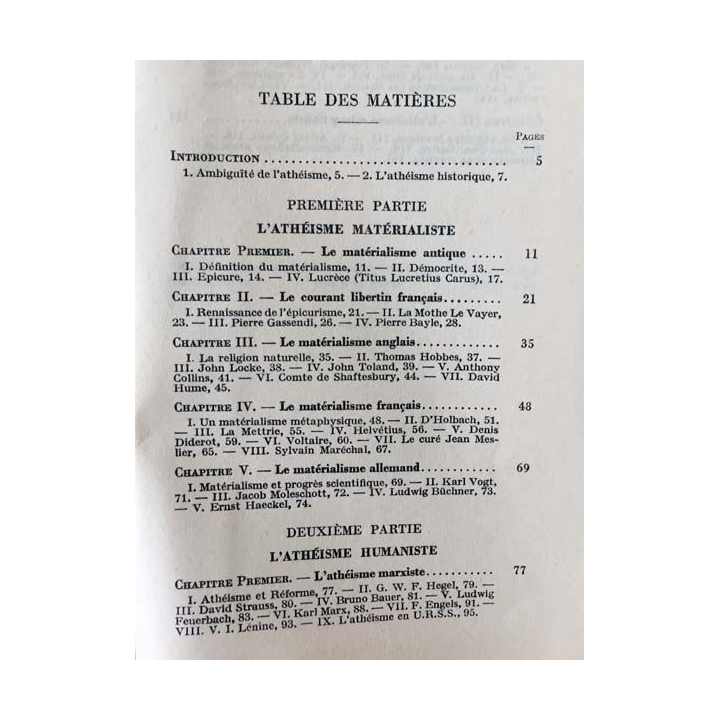 TABLE DES MATIÈRES
PAGES
INTRODUCTION .................................... 5
1. Ambiguïté de l'athéisme, 5. — 2. L'athéisme historique, 7.
PREMIÈRE PARTIE
L'ATHÉISME MATÉRIALISTE
CHAPITRE PREMIER. — Le matérialisme antique ..... 11
I. Définition du matérialisme, 11. — II. Démocrite, 13. —
III. Epicure, 14. — IV. Lucrèce (Titus Lucretius Carus), 17.
CHAPITRE II. — Le courant libertin français......... 21
I. Renaissance de l'épicurisme, 21. — II. La Mothe Le Vayer,
23. — III. Pierre Gassendi, 26. — IV. Pierre Bayle, 28.
CHAPITRE III. — Le matérialisme anglais............. 35
I. La religion naturelle, 35. — II. Thomas Hobbes, 37. —
III. John Locke, 38. — IV. John Toland, 39. — V. Anthony
Collins, 41. — VI. Comte de Shaftesbury, 44. — VII. David
Hume, 45.
CHAPITRE IV. — Le matérialisme français............ 48
I. Un matérialisme métaphysique, 48. — II. D'Holbach, 51.
— III. La Mettrie, 55. — IV. Helvétius, 56. — V. Denis
Diderot, 59. — VI. Voltaire, 60. — VII. Le curé Jean Mes-
lier, 65. — VIII. Sylvain Maréchal, 67.
CHAPITRE V. — Le matérialisme allemand............ 69
I. Matérialisme et progrès scientifique, 69. — II. Karl Vogt,
71. — III. Jacob Moleschott, 72. — IV. Ludwig Büchner, 73.
— V. Ernst Haeckel, 74.
DEUXIÈME PARTIE
L'ATHÉISME HUMANISTE
CHAPITRE PREMIER. — L'athéisme marxiste........... 77
I. Athéisme et Réforme, 77. — II. G. W. F. Hegel, 79. —
III. David Strauss, 80. — IV. Bruno Bauer, 81. — V. Ludwig
Feuerbach, 83. — VI. Karl Marx, 88. — VII. F. Engels, 91. —
VIII. V. I. Lénine, 93. — IX. L'athéisme en U.R.S.S., 95.